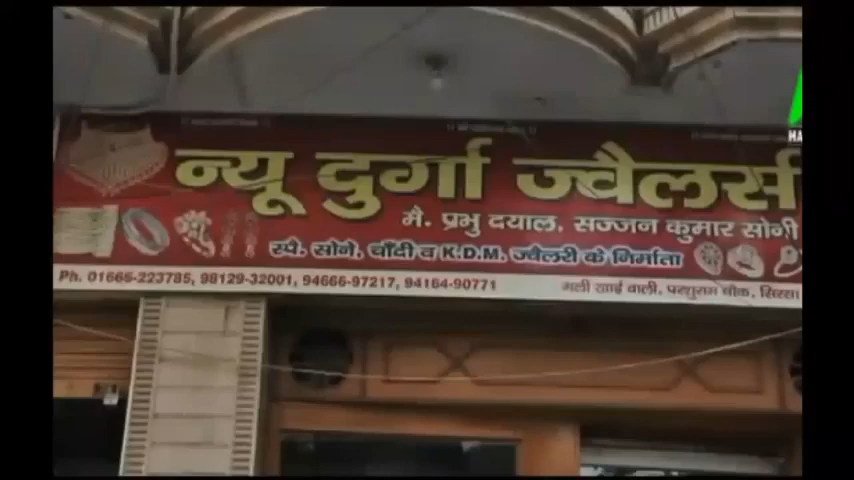 न्यू दुर्गा ज्वैलर्स
मै. प्रभु दयाल, सज्जन कुमार सोनी
स्पे. सोने, चाँदी व K.D.M. ज्वैलरी के निर्माता
Ph. 01666-223785, 98129-32001, 94666-97217, 94164-90771
गली खाई वाली, परशुराम चौक, सिरसा